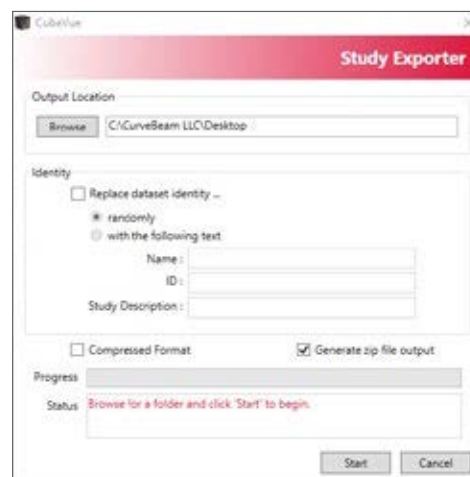 CubeVue
Study Exporter
Output Location
Browse C:\CurveBeam LLC\Desktop
Identity
Replace dataset identity ...
randomly
with the following text
Name :
ID :
Study Description :
Compressed Format Generate zip file output
Progress
Status Browse for a folder and click 'Start' to begin.
Start Cancel